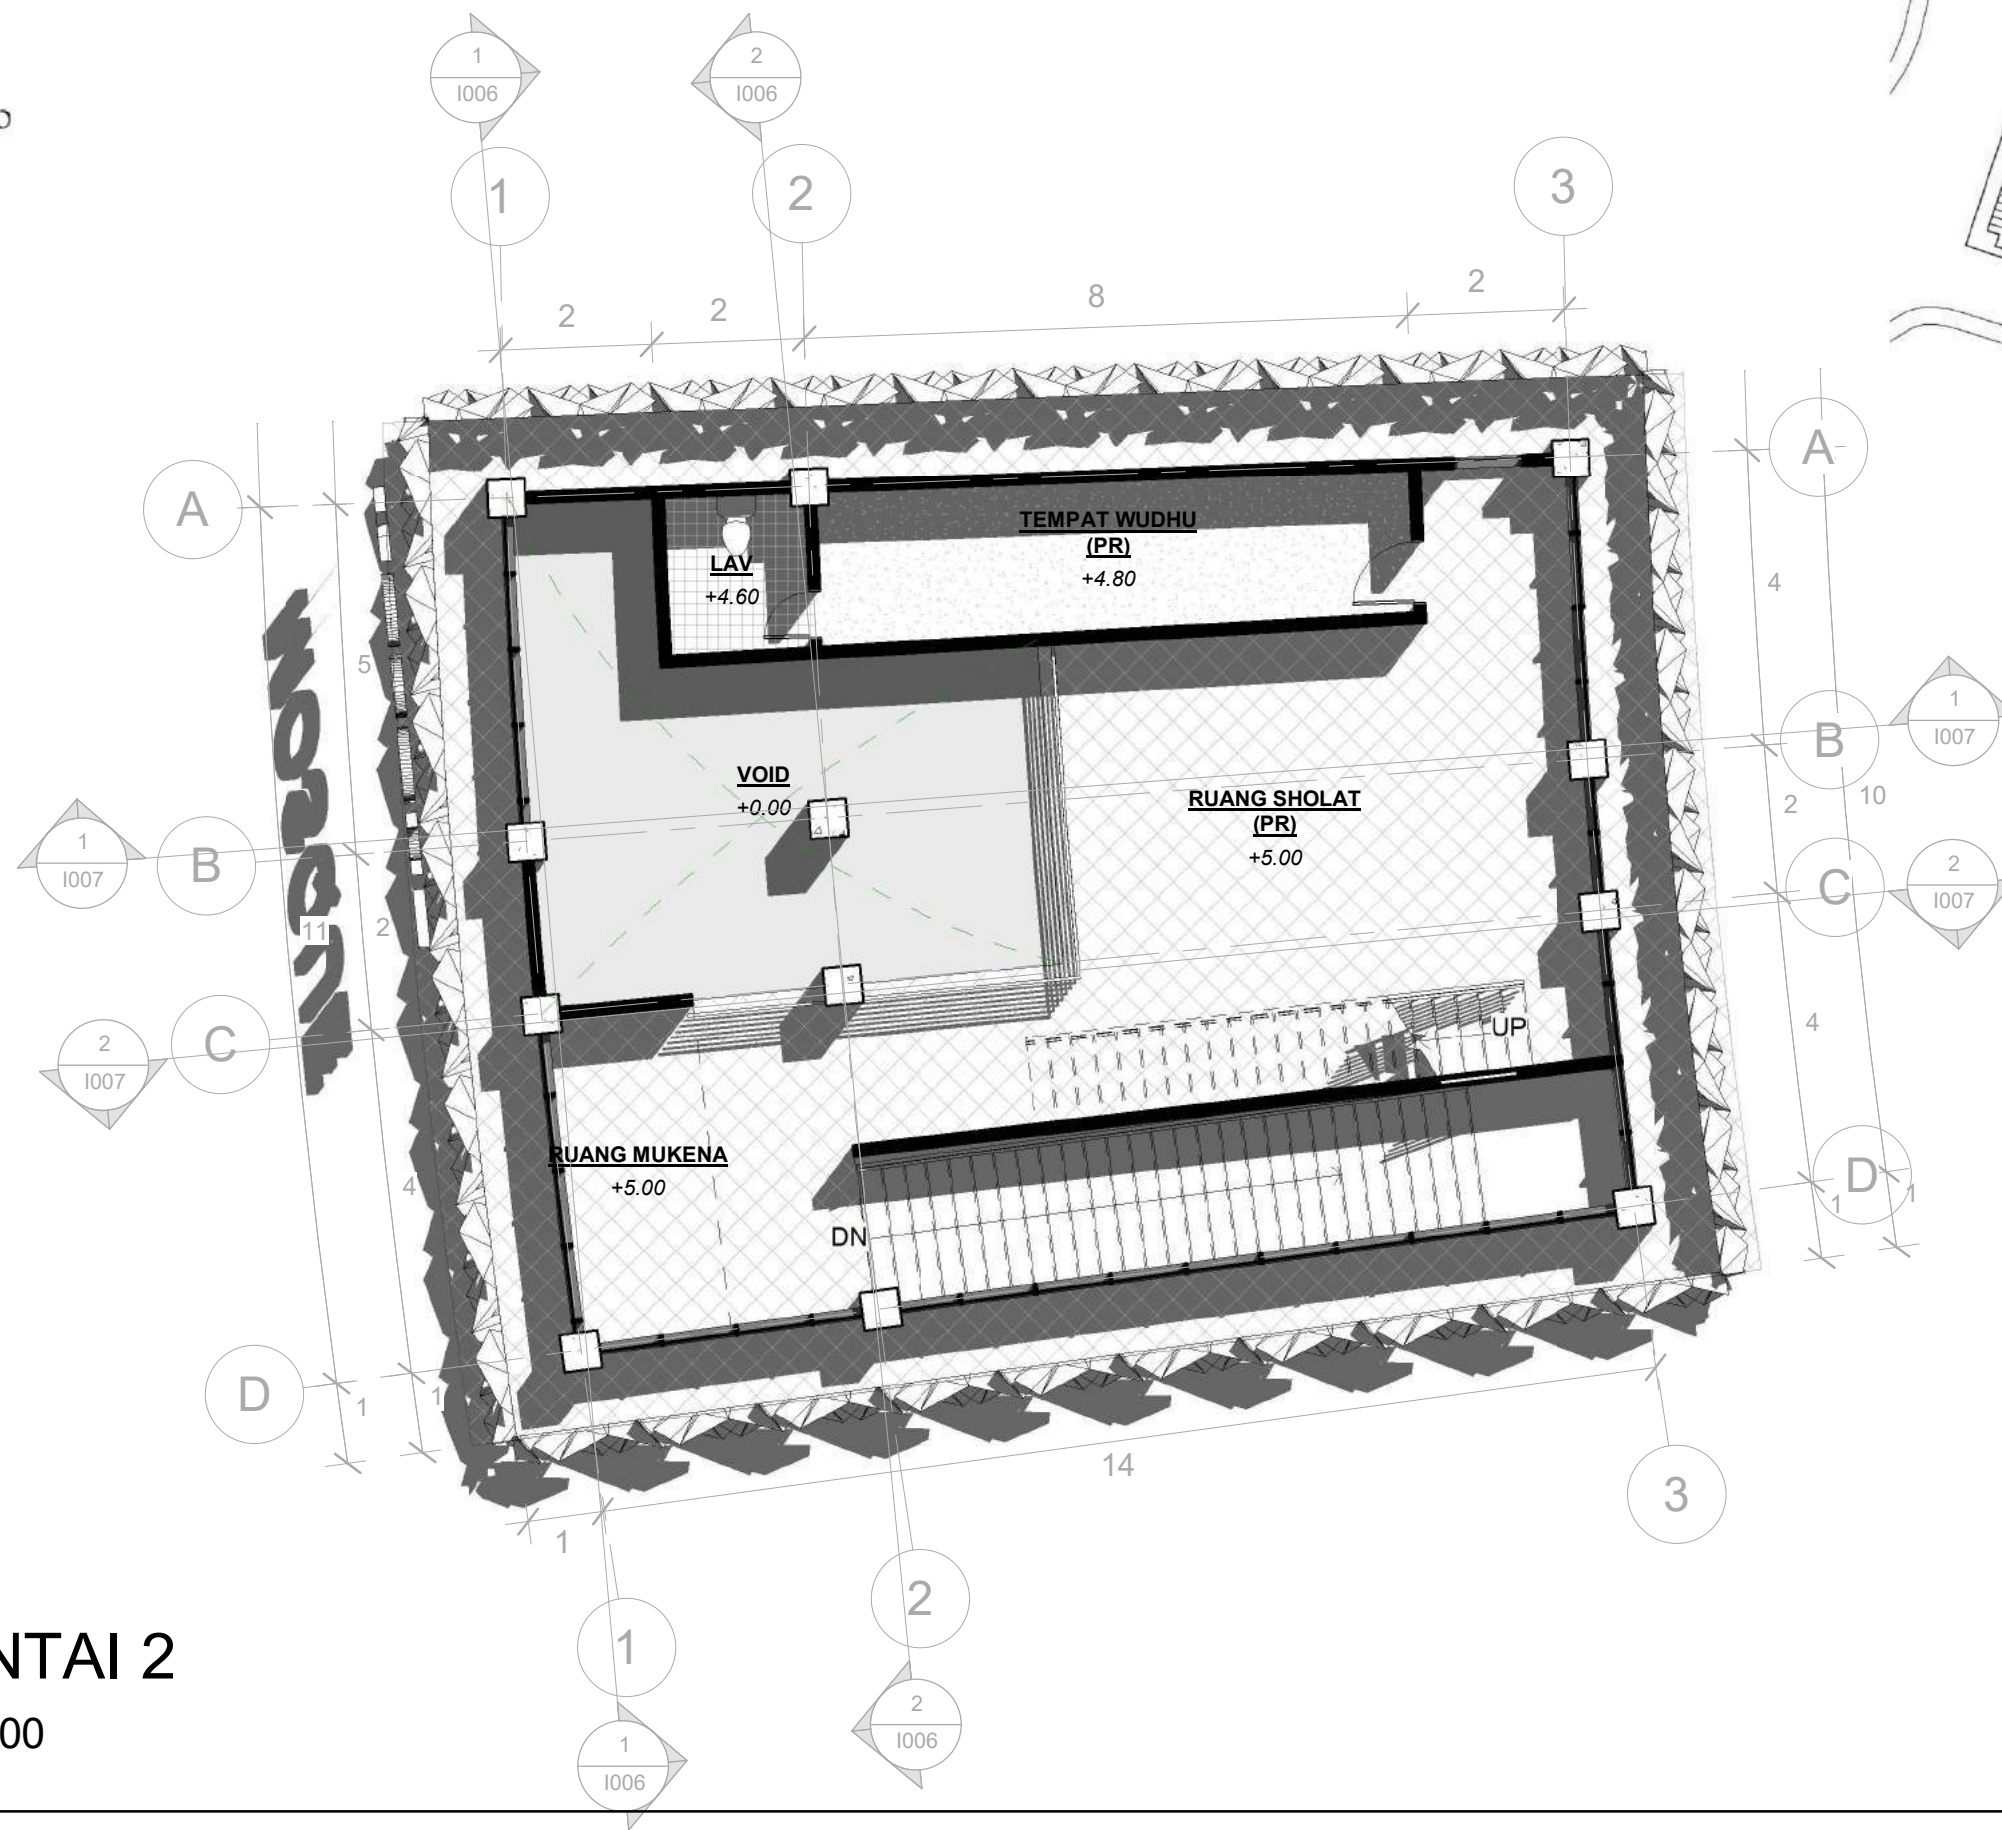 1
I006
2
I006
1
2
3
2
2
8
2
A
A
TEMPAT WUDHU
(PR)
+4.80
LAV
+4.60
4
5
VOID
+0.00
RUANG SHOLAT
(PR)
+5.00
B
1
I007
2
10
1
I007
B
C
2
I007
11
2
C
2
I007
UP
4
RUANG MUKENA
+5.00
4
DN
D
1
1
D
1
1
14
1
3
2
1
NTAI 2
2
I006
00
1
I006